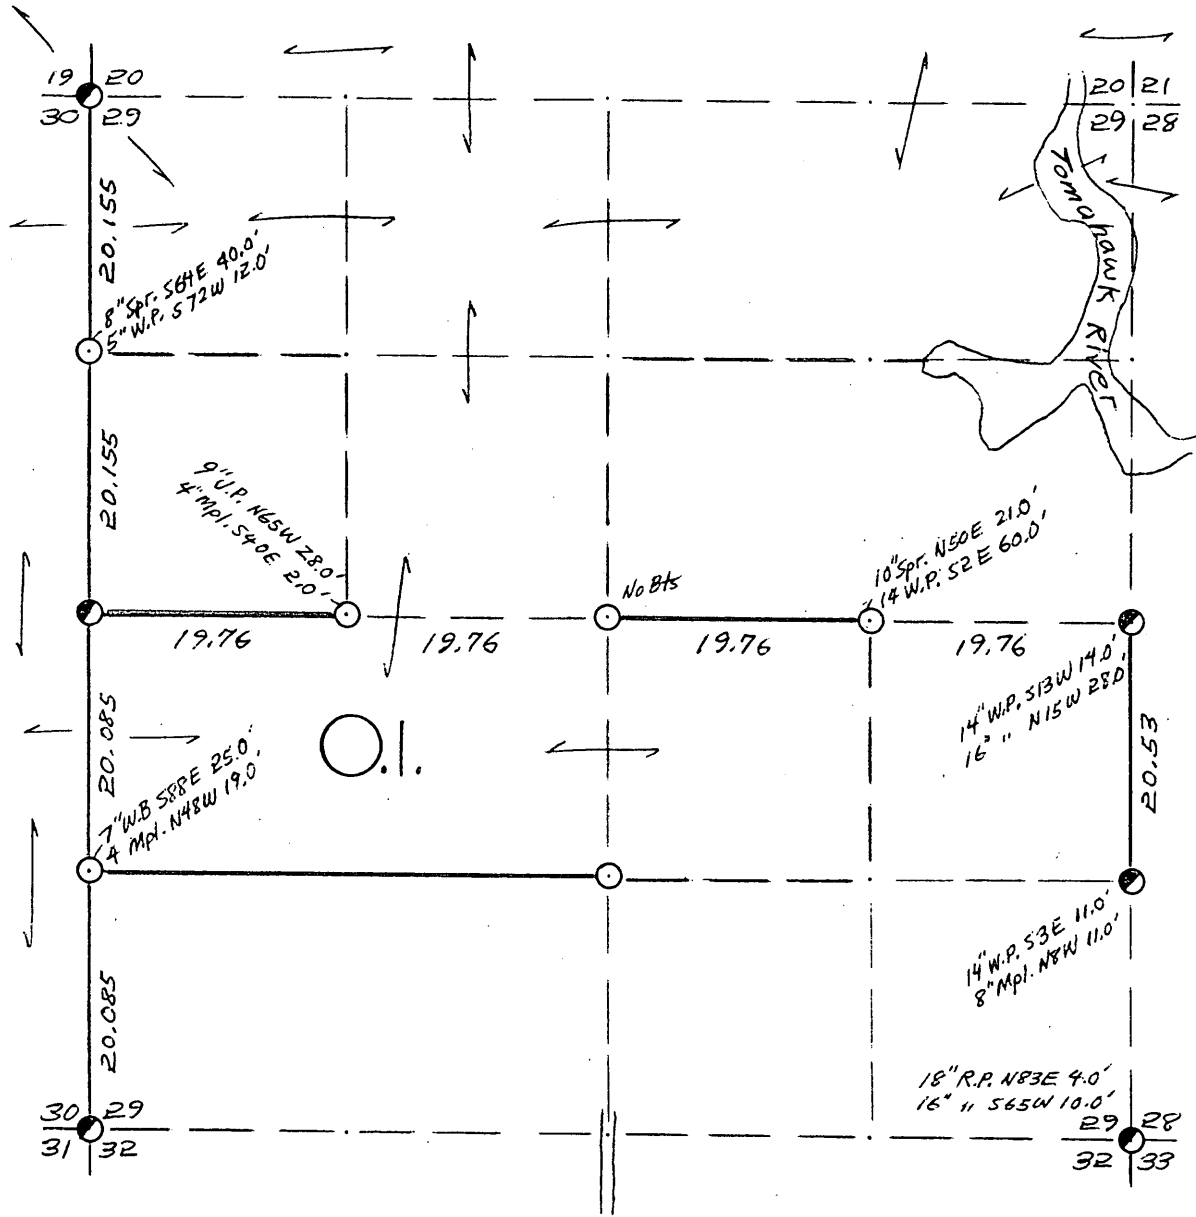 19 20
30 29
20 21
29 28
Tomahawk River
20.155
8" Spr. S64E 40.0'
5" W.P. S72W 12.0'
20.155
9" J.P. N65W 28.0'
4" Mpl. S40E 2.0'
No Bts
10" Spr. N50E 21.0'
14 W.P. S2E 60.0'
19.76
19.76
19.76
19.76
14" W.P. S13W 14.0'
16" " N15W 28.0'
20.085
7" W.B S88E 25.0'
4 Mpl. N48W 19.0'
O.I.
20.53
14" W.P. S3E 11.0'
8" Mpl. N8W 11.0'
20.085
18" R.P. N83E 4.0'
16" " S65W 10.0'
30 29
31 32
29 28
32 33